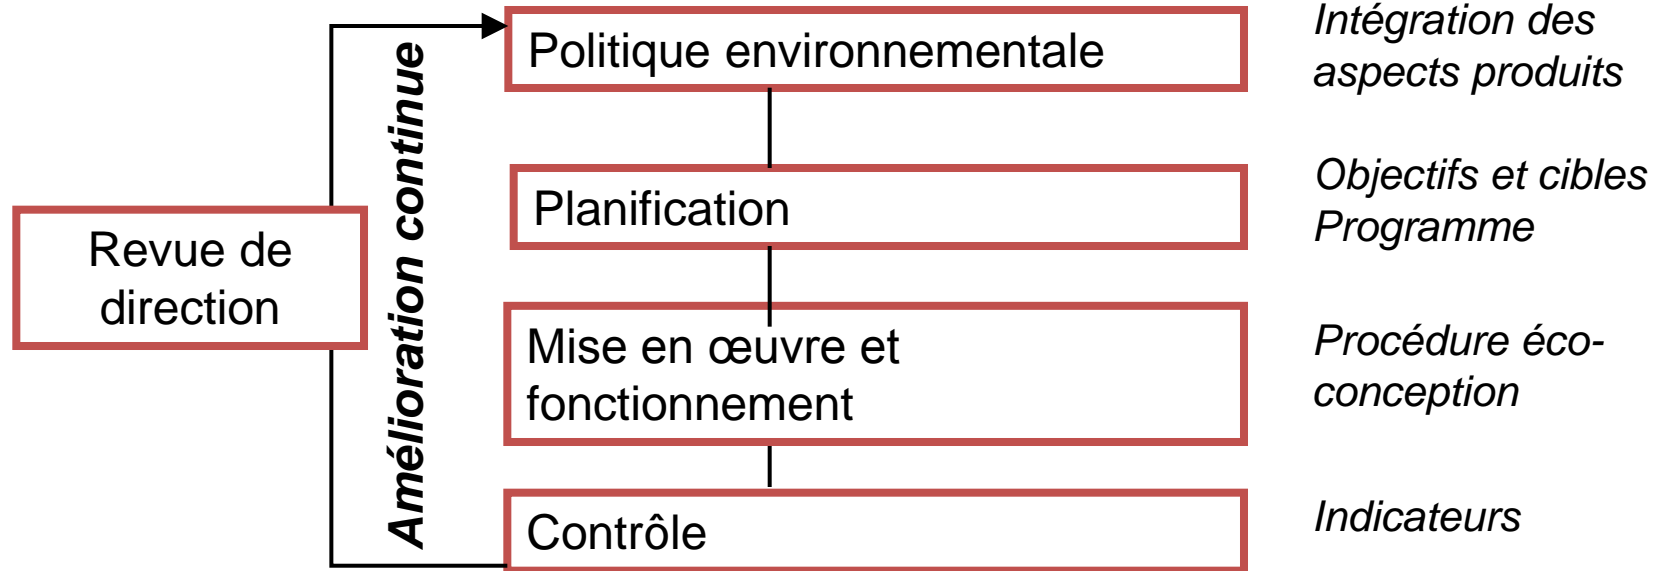 Politique environnementale
Intégration des
aspects produits
Planification
Objectifs et cibles
Programme
Revue de
direction
Amélioration continue
Mise en œuvre et
fonctionnement
Procédure éco-
conception
Contrôle
Indicateurs